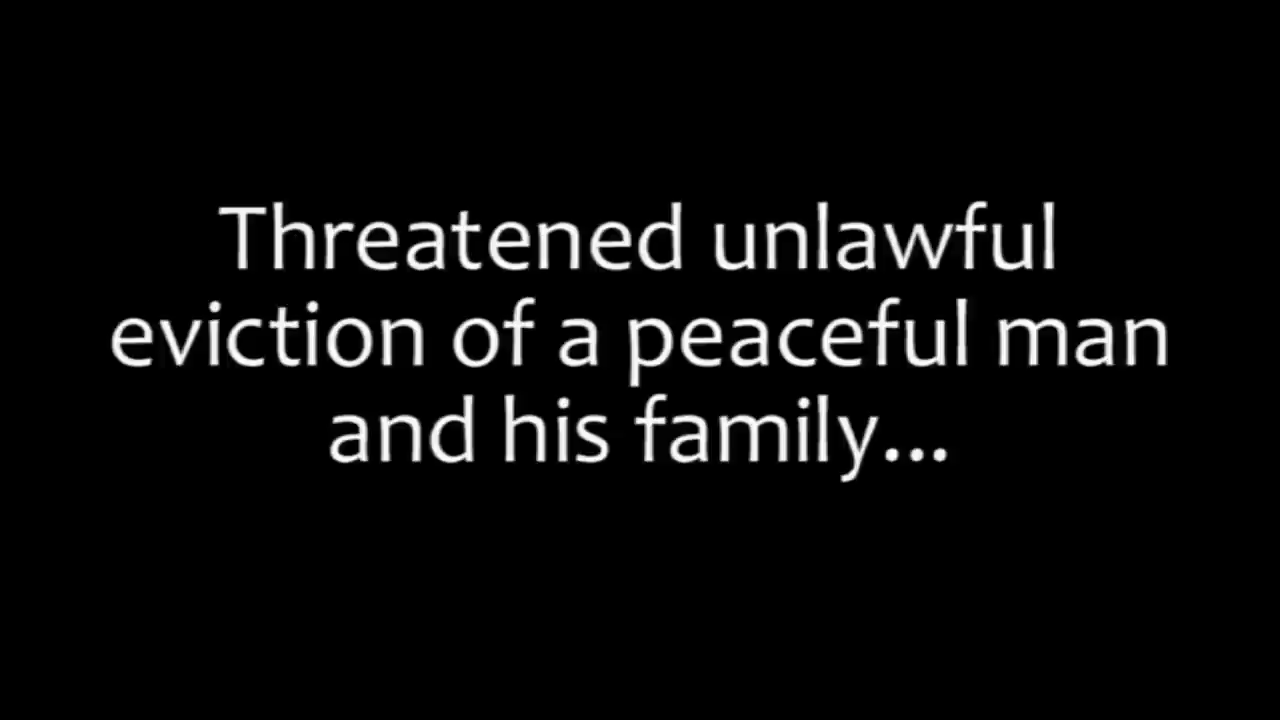 Threatened unlawful
eviction of a peaceful man
and his family...